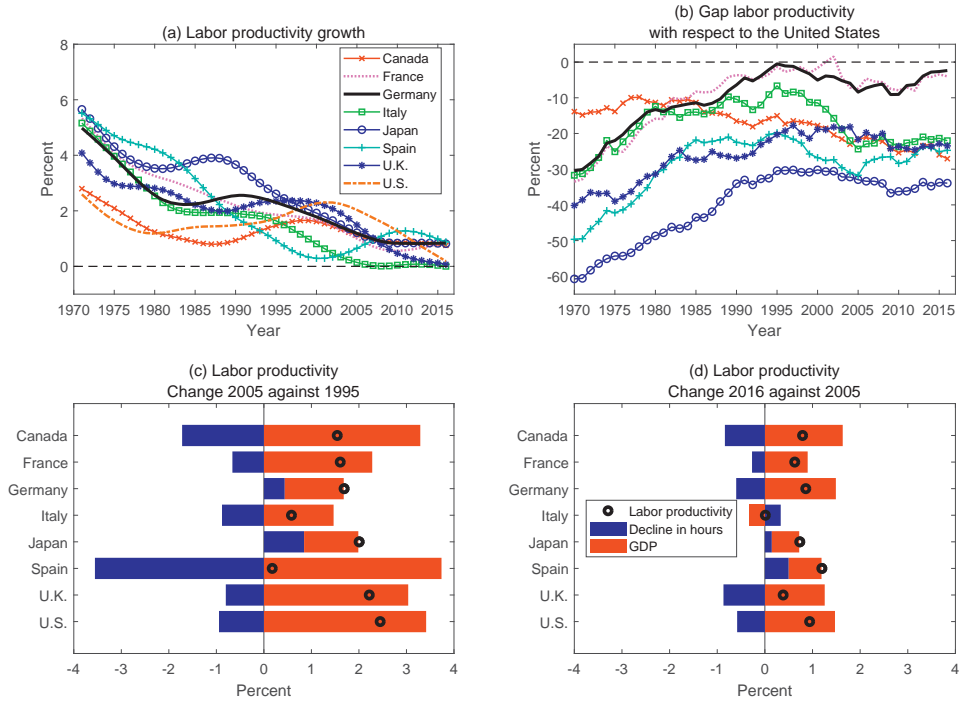 (a) Labor productivity growth
8
6
4
2
0
Percent
1970 1975 1980 1985 1990 1995 2000 2005 2010 2015
Year
Canada
France
Germany
Italy
Japan
Spain
U.K.
U.S.
(b) Gap labor productivity
with respect to the United States
0
-10
-20
-30
-40
-50
-60
Percent
1970 1975 1980 1985 1990 1995 2000 2005 2010 2015
Year
(c) Labor productivity
Change 2005 against 1995
Canada
France
Germany
Italy
Japan
Spain
U.K.
U.S.
-4 -3 -2 -1 0 1 2 3 4
Percent
(d) Labor productivity
Change 2016 against 2005
Canada
France
Germany
Italy
Japan
Spain
U.K.
U.S.
Labor productivity
Decline in hours
GDP
-4 -3 -2 -1 0 1 2 3 4
Percent